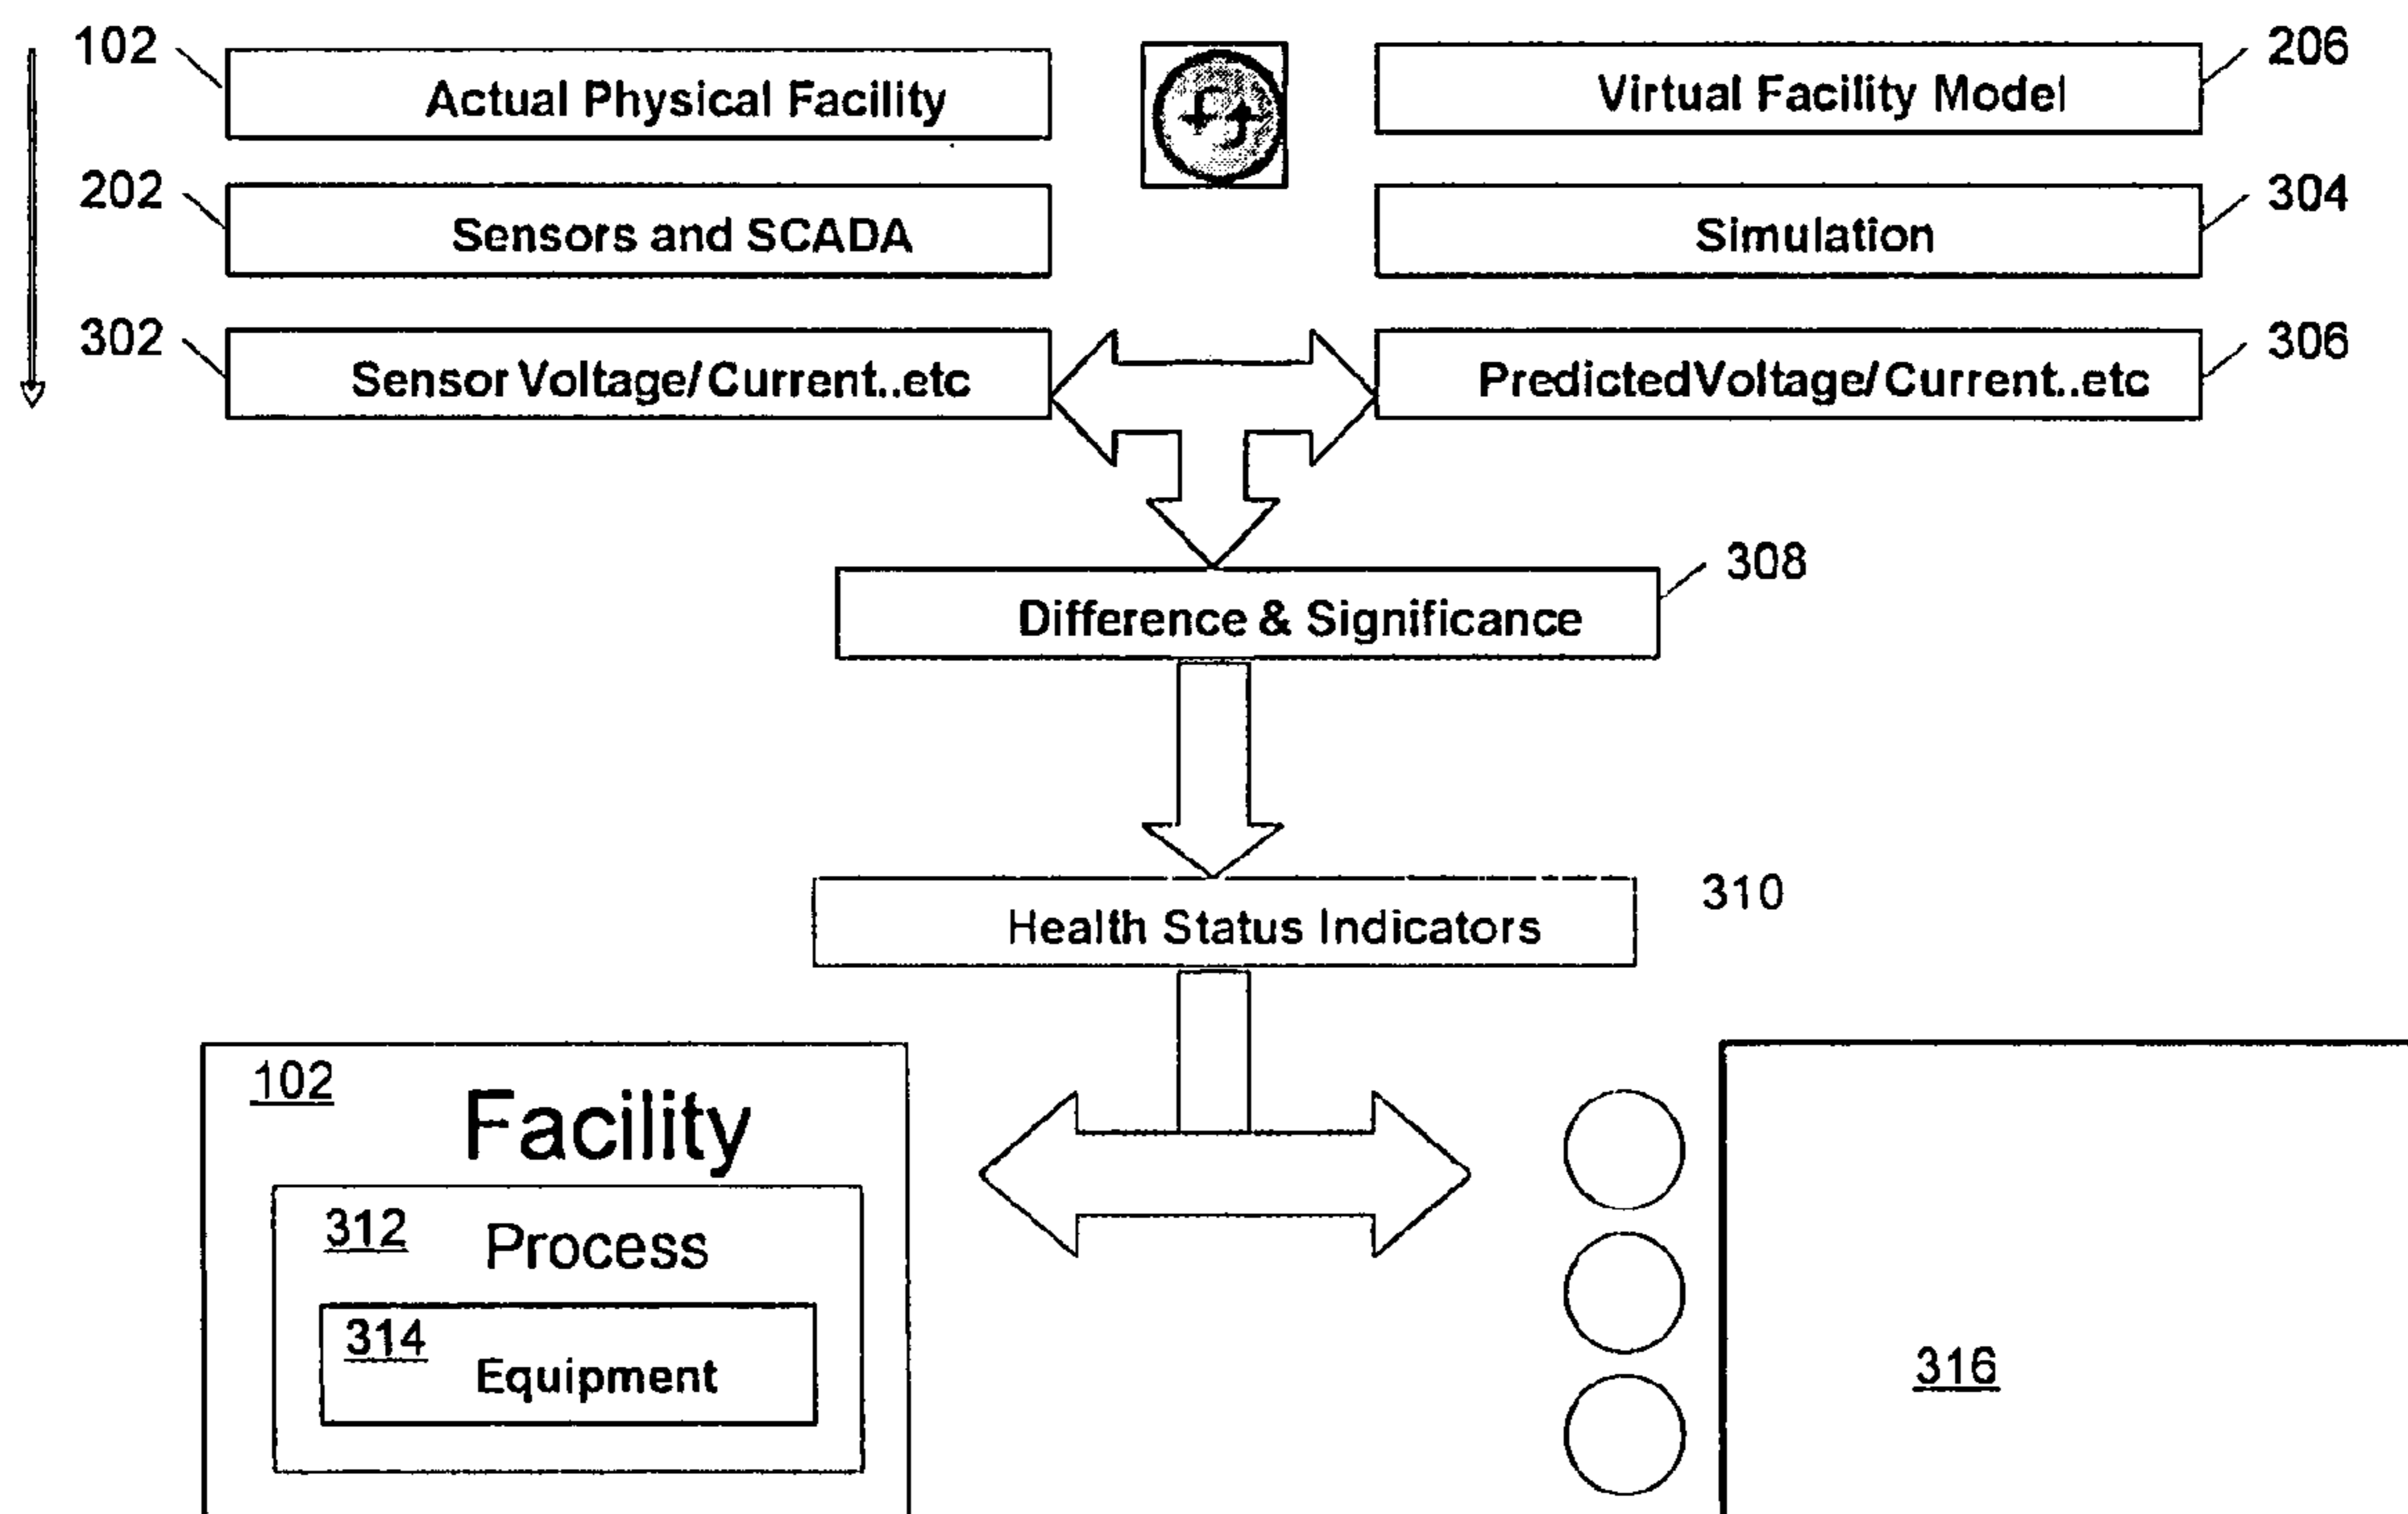 102
Actual Physical Facility
Virtual Facility Model
206
202
Sensors and SCADA
Simulation
304
302
Sensor Voltage/Current..etc
PredictedVoltage/Current..etc
306
Difference & Significance
308
Health Status Indicators
310
102
Facility
312
Process
314
Equipment
316